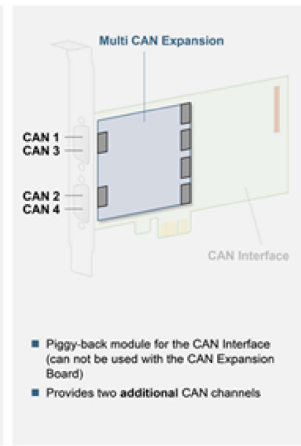 Multi CAN Expansion
CAN 1
CAN 3
CAN 2
CAN 4
CAN Interface
Piggy-back module for the CAN Interface
(can not be used with the CAN Expansion
Board)
Provides two additional CAN channels